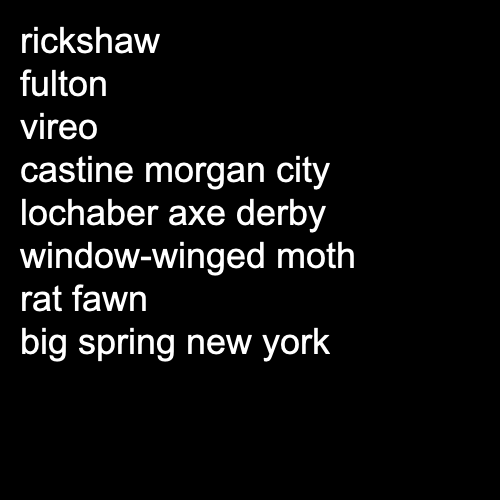 rickshaw
fulton
vireo
castine morgan city
lochaber axe derby
window-winged moth
rat fawn
big spring new york